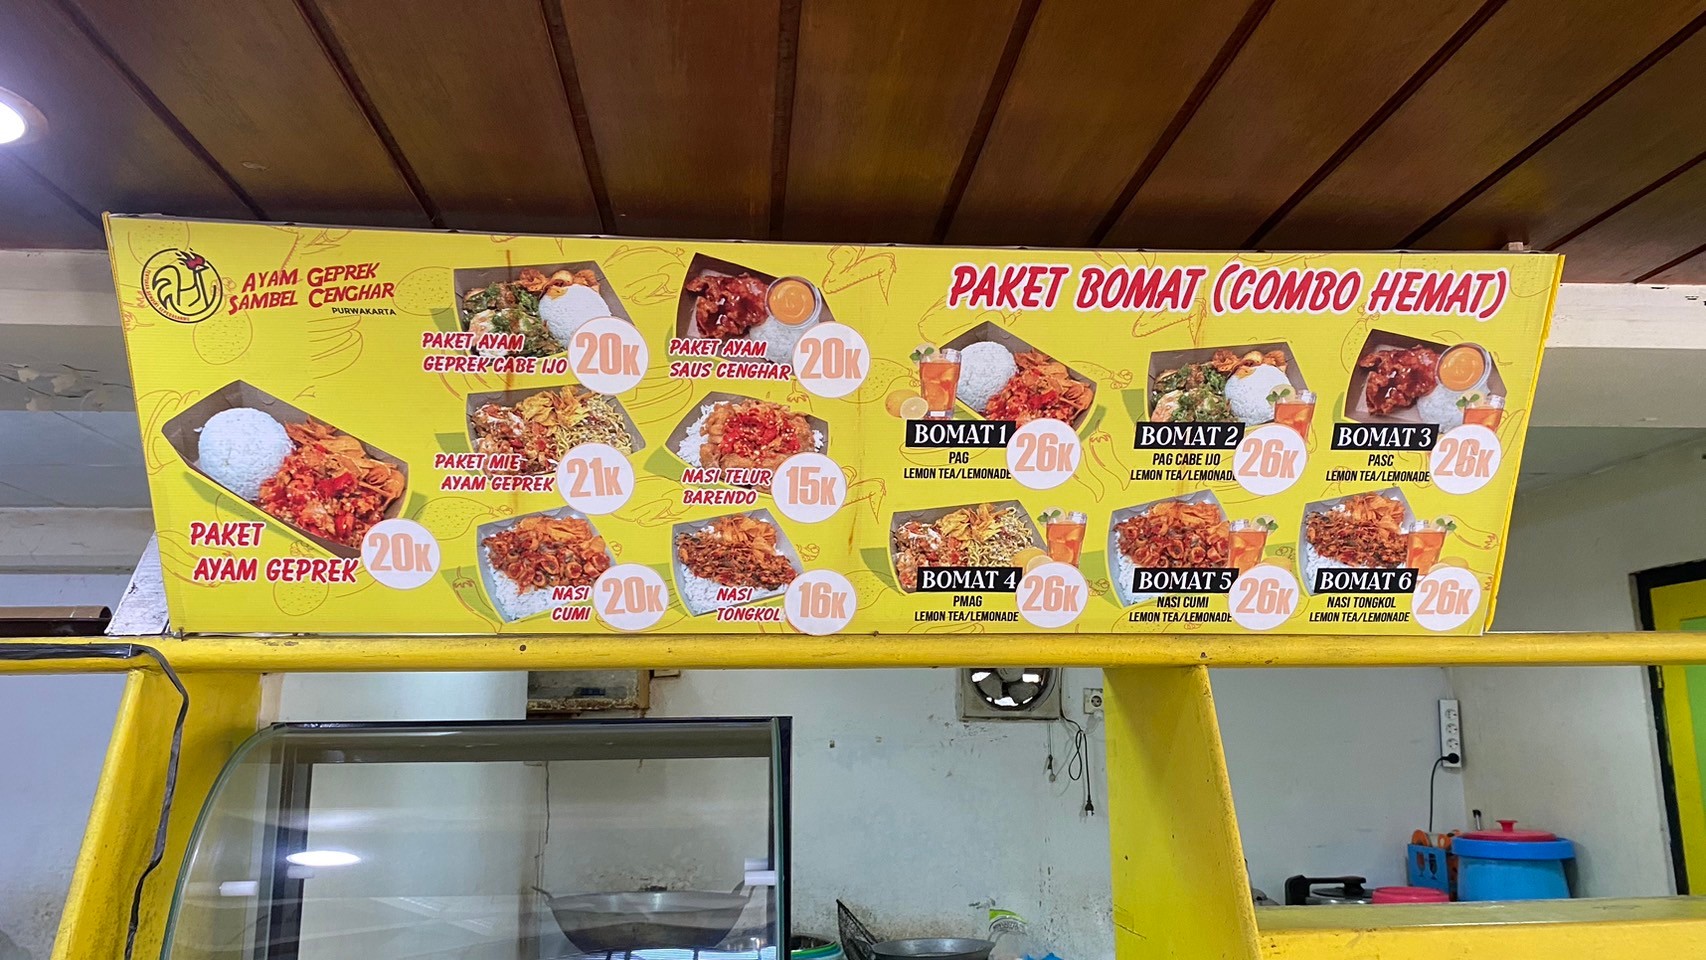 AYAM GEPREK
SAMBEL CENGHAR
PURWAKARTA
PAKET
AYAM GEPREK
20K
PAKET AYAM
GEPREK CABE IJO
20K
PAKET AYAM
SAUS CENGHAR
20K
PAKET MIE
AYAM GEPREK
21K
NASI TELUR
BARENDO
15K
NASI
CUMI
20K
NASI
TONGKOL
16K
PAKET BOMAT (COMBO HEMAT)
BOMAT 1
PAG
LEMON TEA/LEMONADE
26K
BOMAT 2
PAG CABE IJO
LEMON TEA/LEMONADE
26K
BOMAT 3
PASC
LEMON TEA/LEMONADE
26K
BOMAT 4
PMAG
LEMON TEA/LEMONADE
26K
BOMAT 5
NASI CUMI
LEMON TEA/LEMONADE
26K
BOMAT 6
NASI TONGKOL
LEMON TEA/LEMONADE
26K